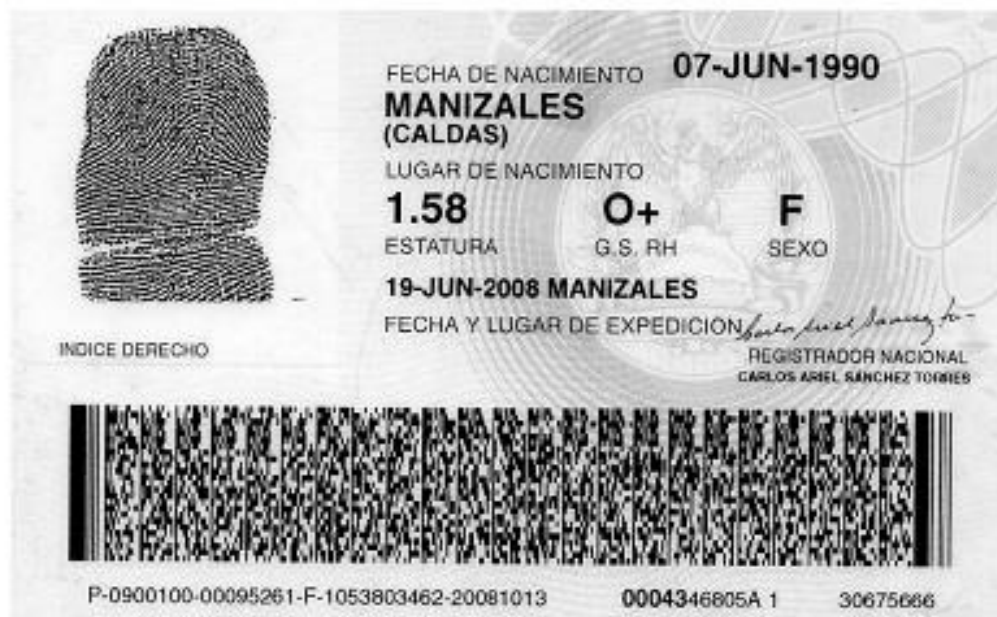 FECHA DE NACIMIENTO 07-JUN-1990
MANIZALES
(CALDAS)
LUGAR DE NACIMIENTO
1.58 O+ F
ESTATURA G.S. RH SEXO
19-JUN-2008 MANIZALES
FECHA Y LUGAR DE EXPEDICION
INDICE DERECHO
REGISTRADOR NACIONAL
CARLOS ARIEL SANCHEZ TORRES
P-0900100-00095261-F-1053803462-20081013 0004346805A 1 30675666